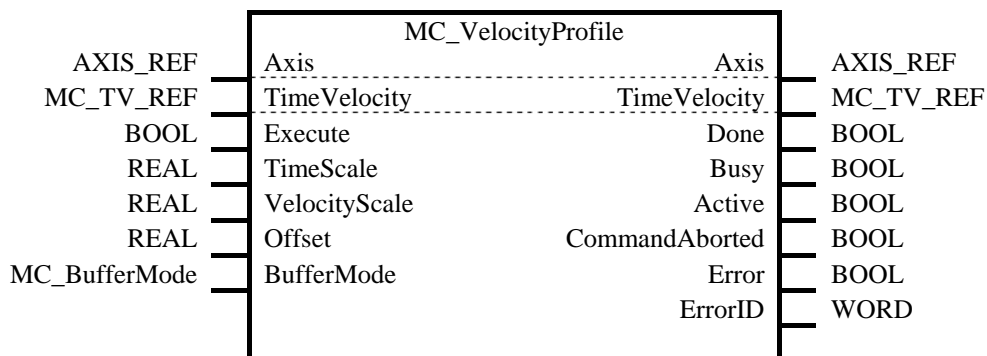 MC_VelocityProfile
AXIS_REF Axis Axis AXIS_REF
MC_TV_REF TimeVelocity TimeVelocity MC_TV_REF
BOOL Execute Done BOOL
REAL TimeScale Busy BOOL
REAL VelocityScale Active BOOL
REAL Offset CommandAborted BOOL
MC_BufferMode BufferMode Error BOOL
ErrorID WORD